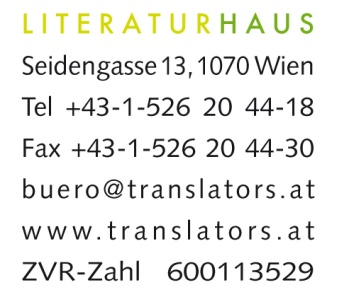 LITERATURHAUS
Seidengasse 13, 1070 Wien
Tel +43-1-526 20 44-18
Fax +43-1-526 20 44-30
buero@translators.at
www.translators.at
ZVR-Zahl 600113529